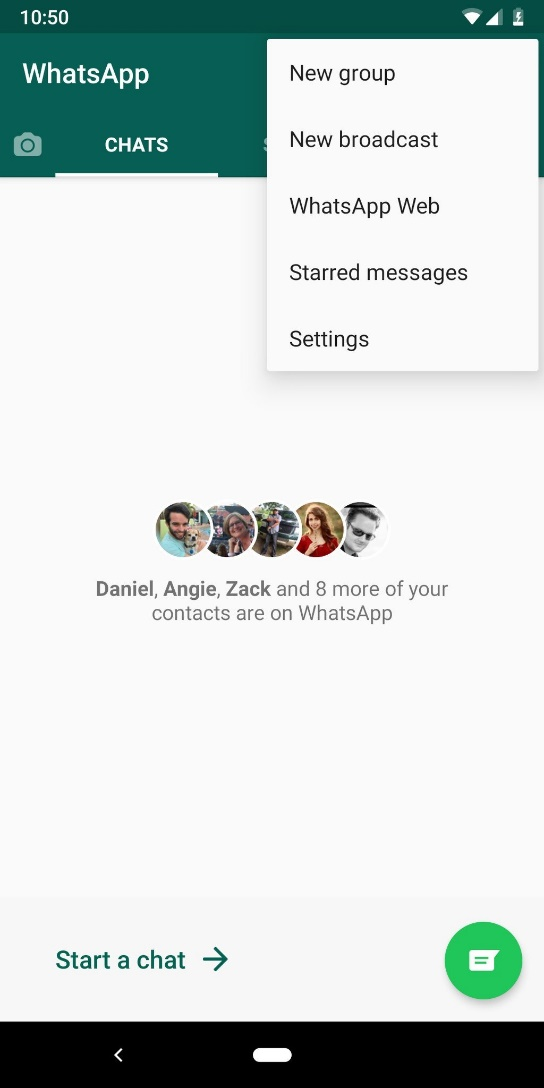 10:50
WhatsApp
New group
New broadcast
CHATS
WhatsApp Web
Starred messages
Settings
Daniel, Angie, Zack and 8 more of your
contacts are on WhatsApp
Start a chat